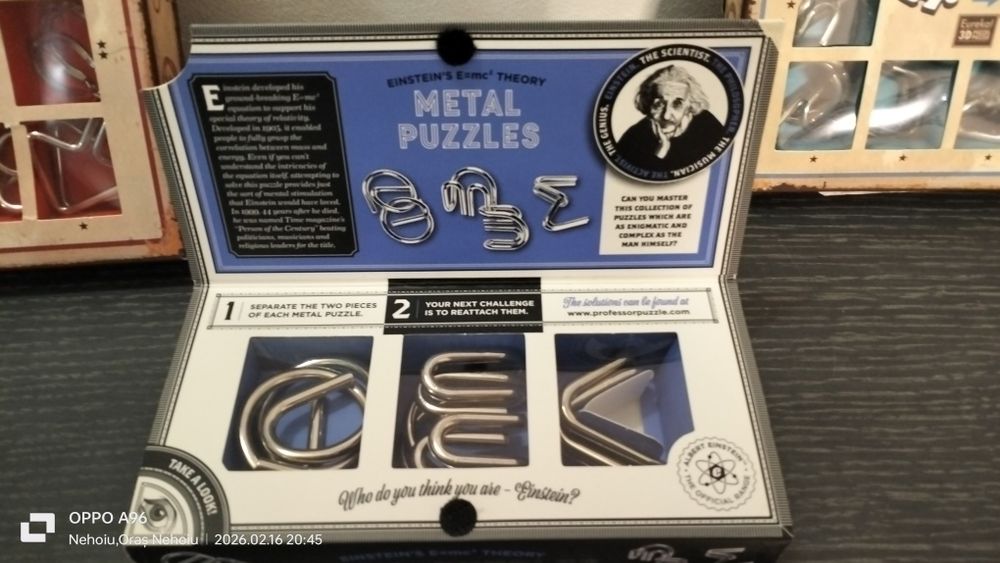 Eureka!
3D
EINSTEIN'S E=mc² THEORY
METAL
PUZZLES
Einstein developed his
ground-breaking E=mc²
equation to support his
special theory of relativity.
Developed in 1905, it enabled
people to fully grasp the
correlation between mass and
energy. Even if you can't
understand the intricacies of
the equation itself, attempting to
solve this puzzle provides just
the sort of mental stimulation
that Einstein would have loved.
In 1999, 44 years after he died,
he was named Time magazine's
"Person of the Century" beating
politicians, musicians and
religious leaders for the title.
EINSTEIN. THE SCIENTIST. THE PHILOSOPHER. THE MUSICIAN. THE ACTIVIST. THE GENIUS.
CAN YOU MASTER
THIS COLLECTION OF
PUZZLES WHICH ARE
AS ENIGMATIC AND
COMPLEX AS THE
MAN HIMSELF?
1 SEPARATE THE TWO PIECES
OF EACH METAL PUZZLE.
2 YOUR NEXT CHALLENGE
IS TO REATTACH THEM.
The solutions can be found at
www.professorpuzzle.com
TAKE A LOOK!
Who do you think you are - Einstein?
ALBERT EINSTEIN™
THE OFFICIAL RANGE
EINSTEIN'S E=mc² THEORY
OPPO A96
Nehoiu,Oraș Nehoiu | 2026.02.16 20:45